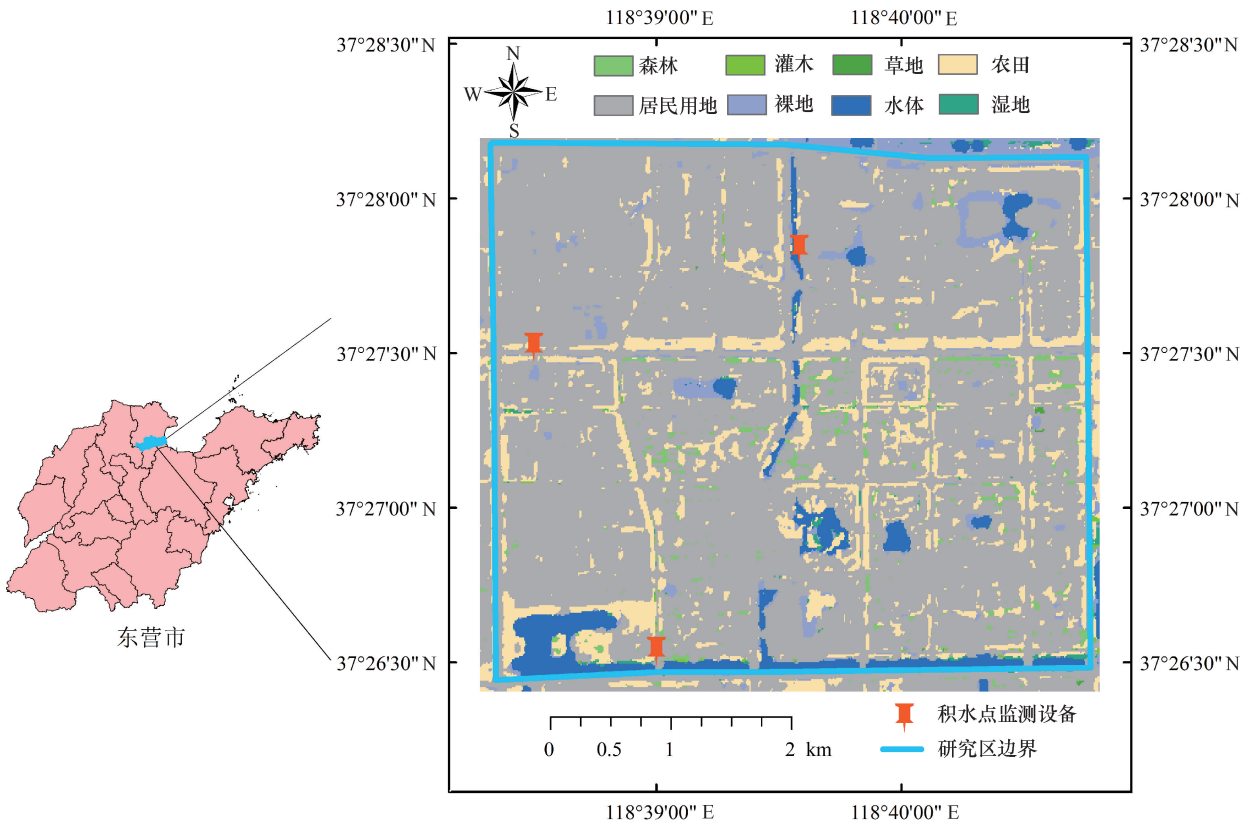 118°39'00" E 118°40'00" E
37°28'30" N 37°28'30" N
N
W E
S
森林 灌木 草地 农田
居民用地 裸地 水体 湿地
37°28'00" N 37°28'00" N
37°27'30" N 37°27'30" N
37°27'00" N 37°27'00" N
东营市
37°26'30" N 37°26'30" N
积水点监测设备
0 0.5 1 2 km
研究区边界
118°39'00" E 118°40'00" E